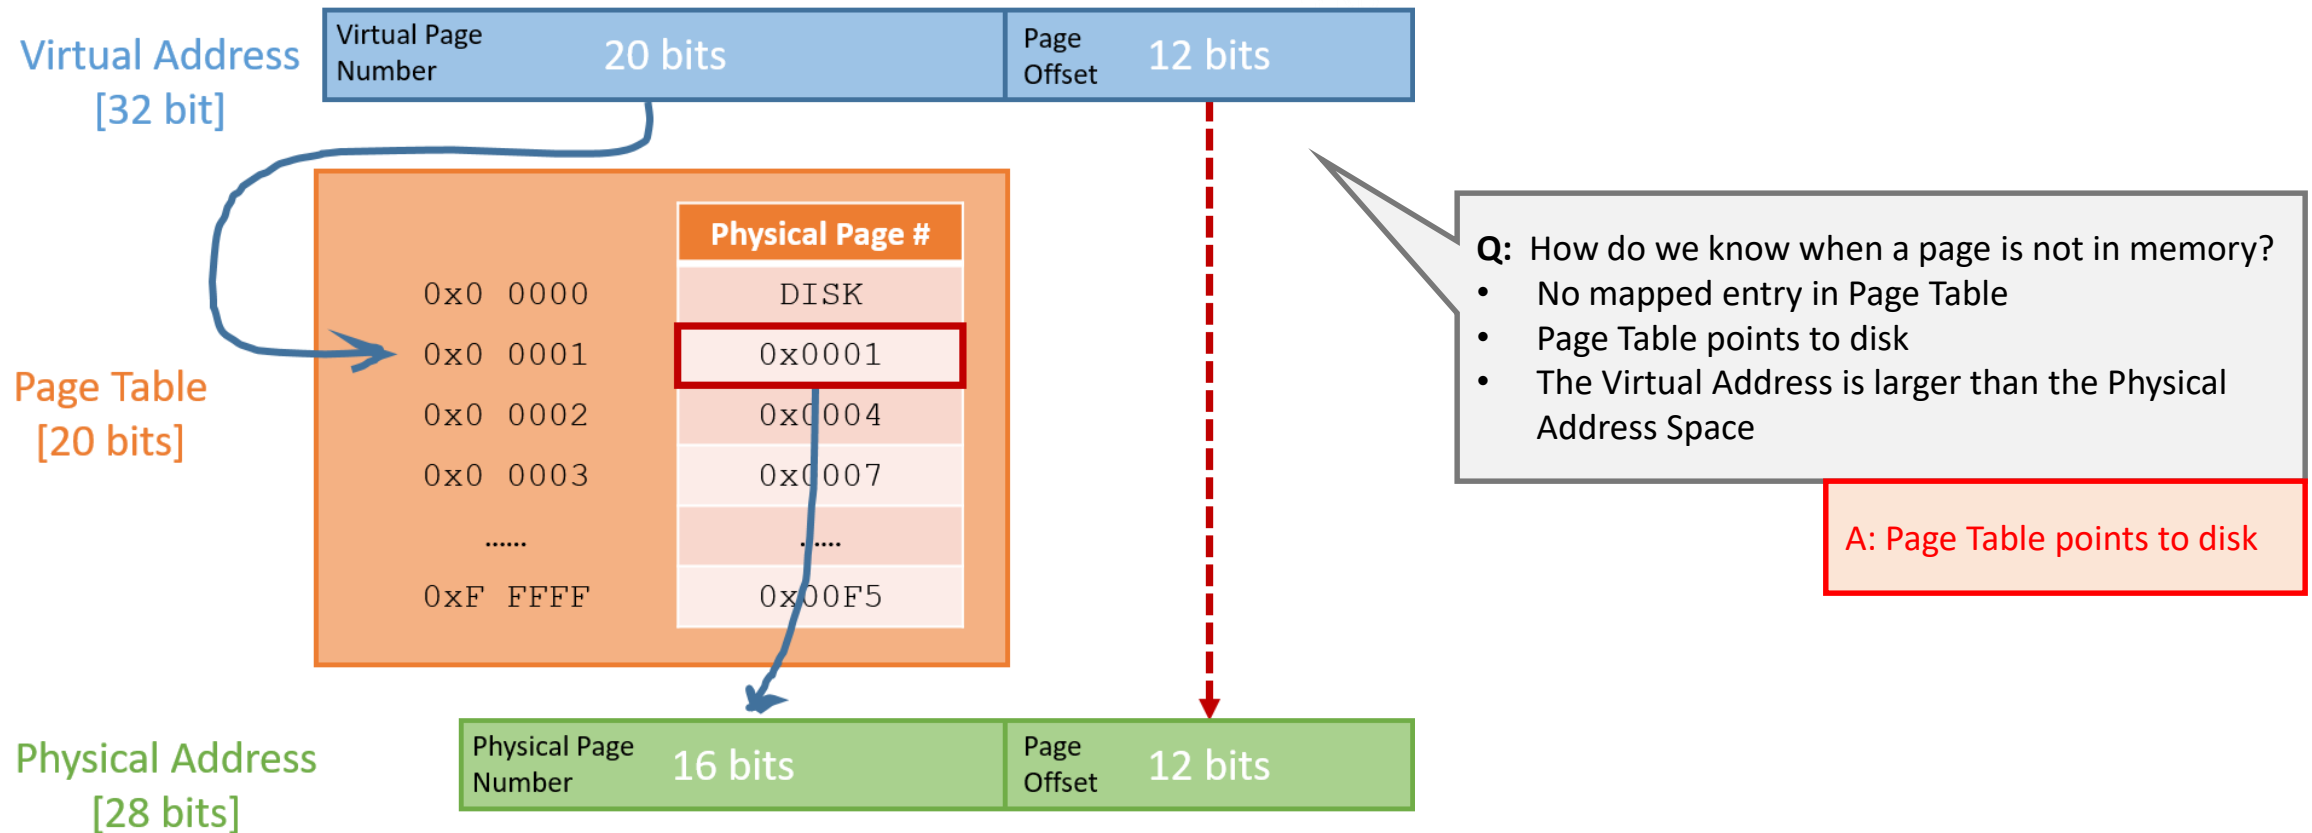 Virtual Address
[32 bit]
Virtual Page
Number
20 bits
Page
Offset
12 bits
Page Table
[20 bits]
Physical Page #
0x0 0000
DISK
0x0 0001
0x0001
0x0 0002
0x0004
0x0 0003
0x0007
......
......
0xF FFFF
0x00F5
Q: How do we know when a page is not in memory?
• No mapped entry in Page Table
• Page Table points to disk
• The Virtual Address is larger than the Physical
Address Space
A: Page Table points to disk
Physical Address
[28 bits]
Physical Page
Number
16 bits
Page
Offset
12 bits